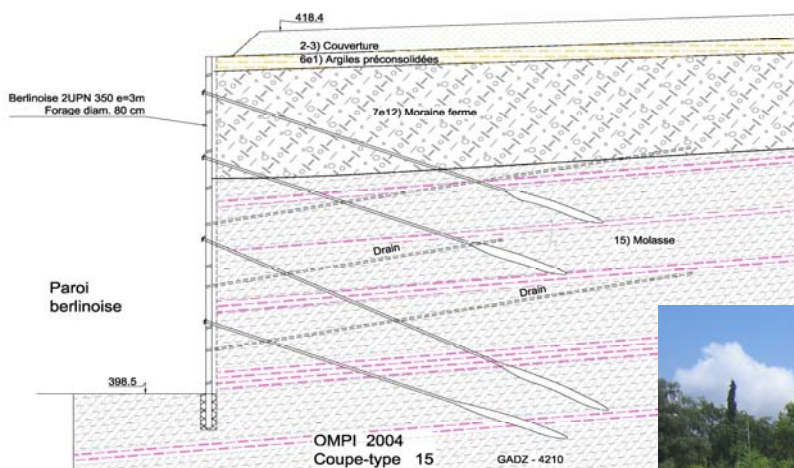 418.4
2-3) Couverture
6e1) Argiles préconsolidées
Berlinoise 2UPN 350 e=3m
Forage diam. 80 cm
7e12) Moraine ferme
15) Molasse
Drain
Drain
Paroi
berlinoise
398.5
OMPI 2004
Coupe-type 15
GADZ - 4210